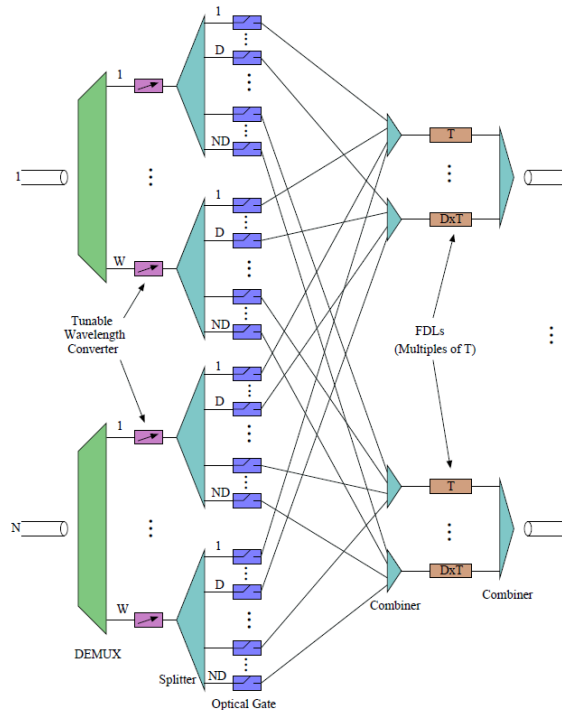 1
D
ND
1
T
1
W
1
D
DxT
ND
Tunable
Wavelength
Converter
FDLs
(Multiples of T)
1
D
1
ND
T
N
1
D
DxT
W
Combiner
Combiner
DEMUX
Splitter
ND
Optical Gate